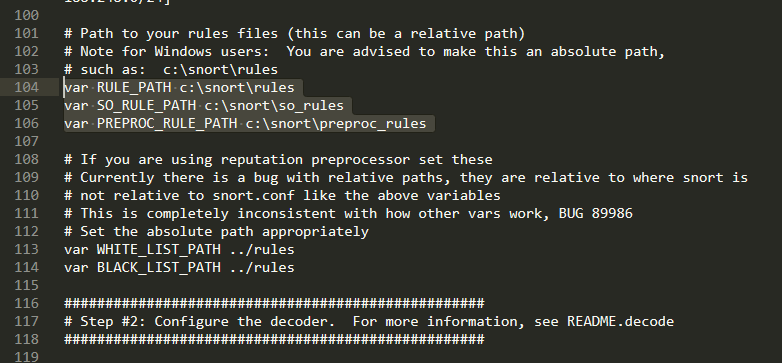 100
101 # Path to your rules files (this can be a relative path)
102 # Note for Windows users:  You are advised to make this an absolute path,
103 # such as:  c:\snort\rules
104 var RULE_PATH c:\snort\rules
105 var SO_RULE_PATH c:\snort\so_rules
106 var PREPROC_RULE_PATH c:\snort\preproc_rules
107
108 # If you are using reputation preprocessor set these
109 # Currently there is a bug with relative paths, they are relative to where snort is
110 # not relative to snort.conf like the above variables
111 # This is completely inconsistent with how other vars work, BUG 89986
112 # Set the absolute path appropriately
113 var WHITE_LIST_PATH ../rules
114 var BLACK_LIST_PATH ../rules
115
116 ###################################################
117 # Step #2: Configure the decoder.  For more information, see README.decode
118 ###################################################
119